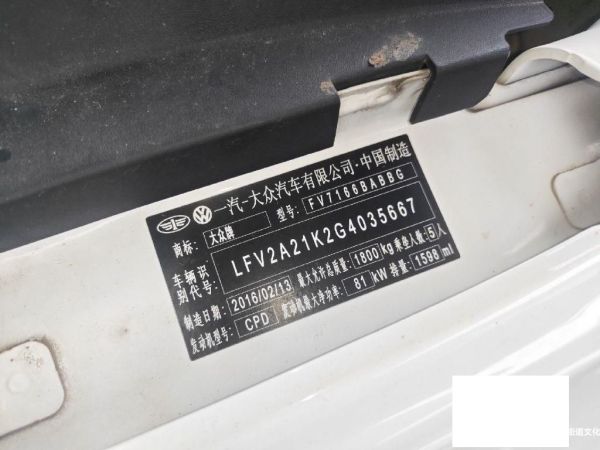 一汽-大众汽车有限公司·中国制造
商标: 大众牌 型号: FV7166BABBG
车辆识别代号: LFV2A21K2G4035667
制造日期: 2016/02/13 最大允许总质量: 1800 kg 乘坐人数: 5 人
发动机型号: CPD 发动机最大净功率: 81 kW 排量: 1598 ml